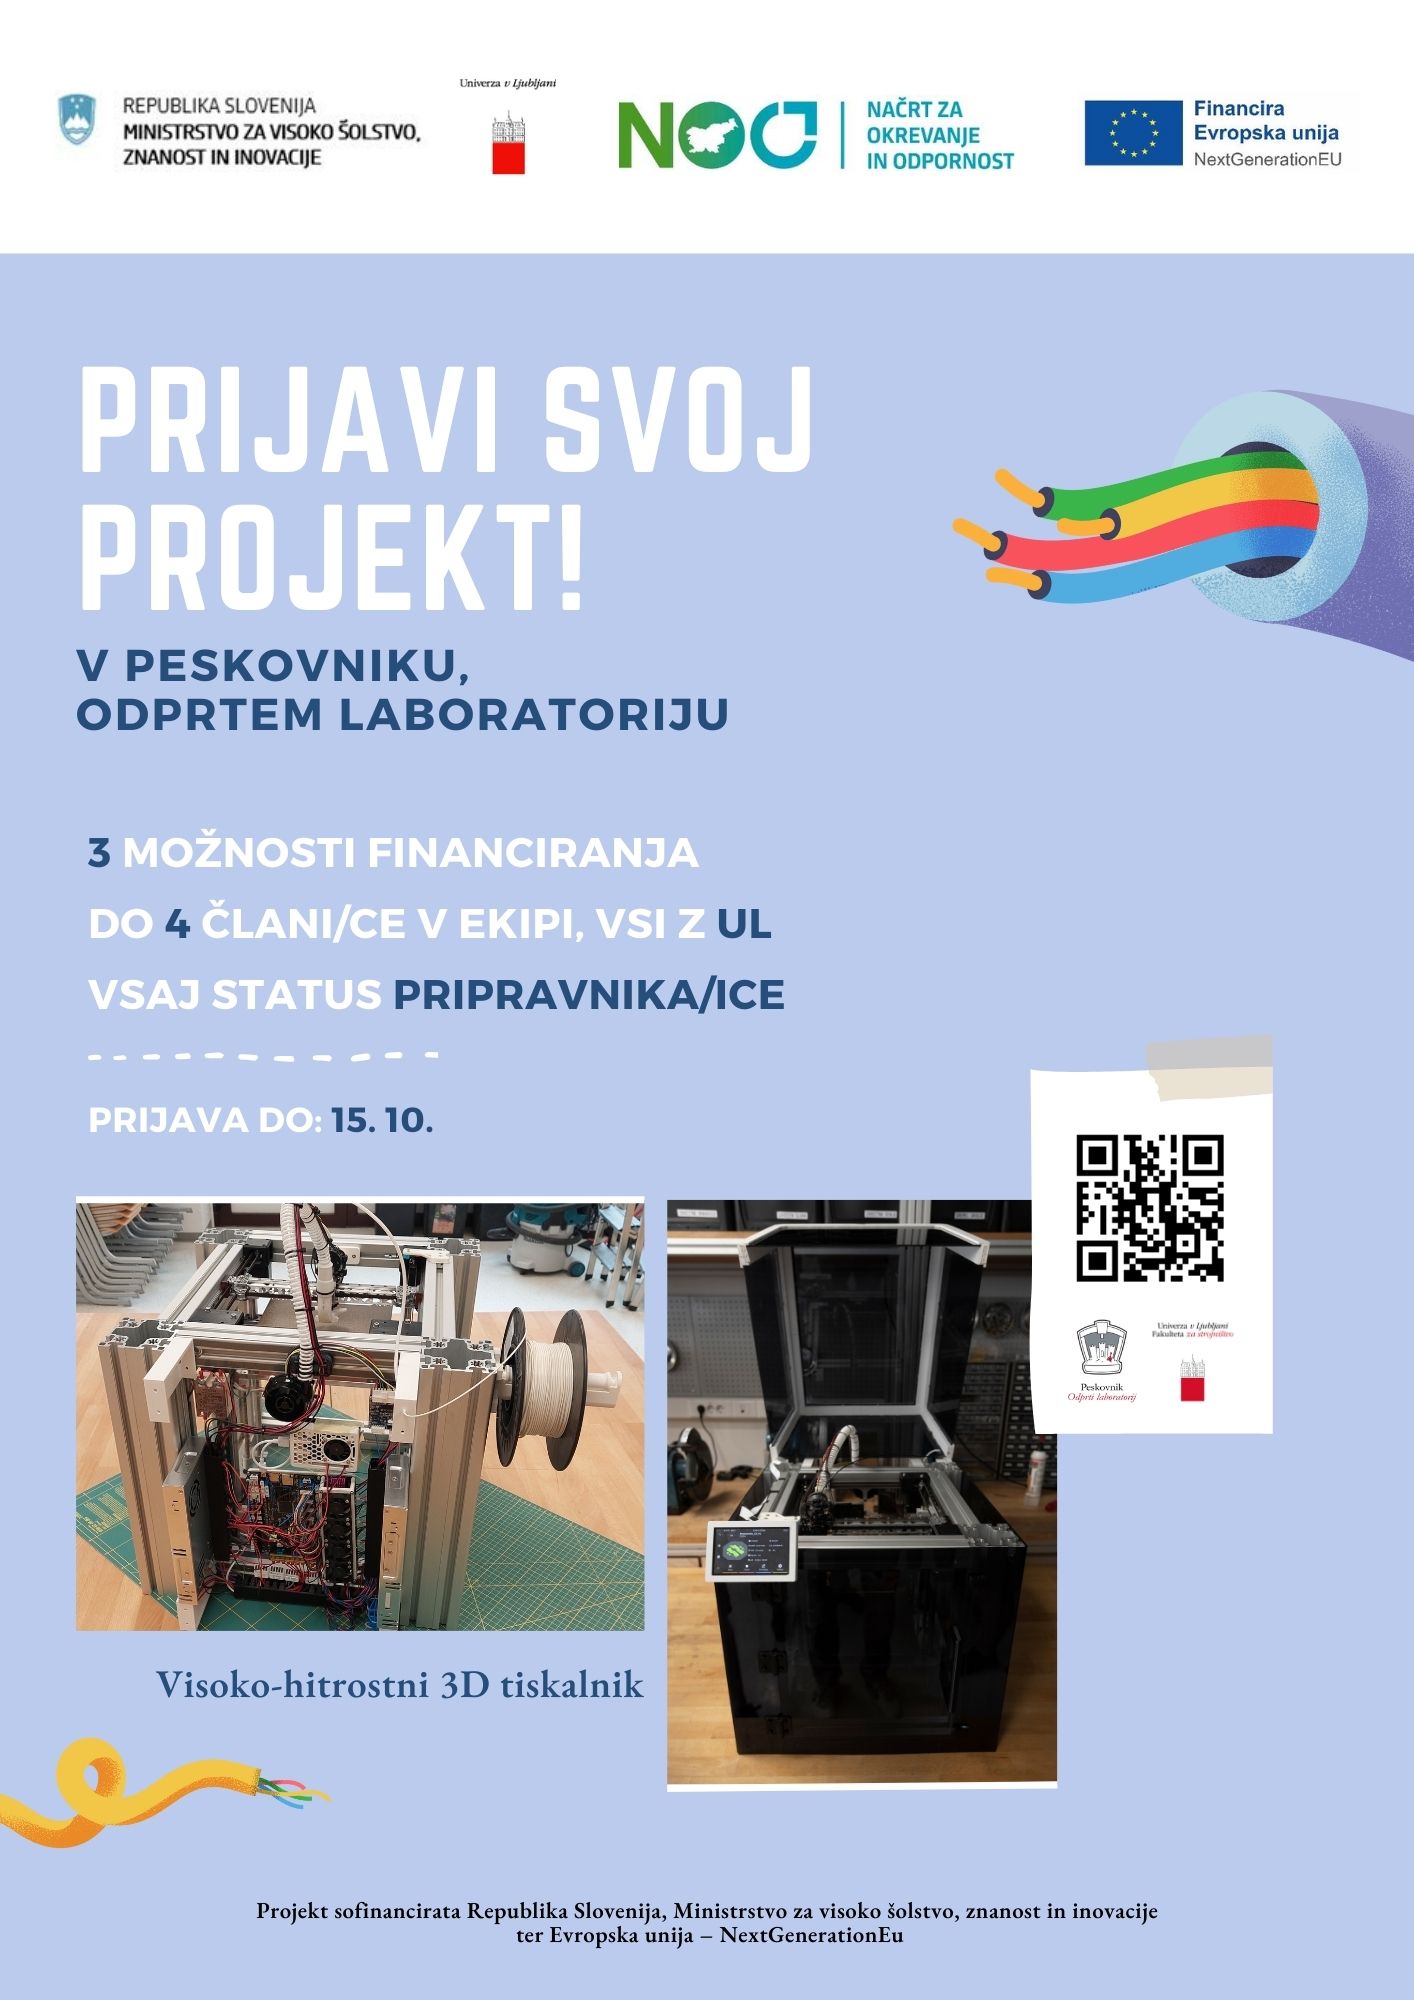 REPUBLIKA SLOVENIJA
MINISTRSTVO ZA VISOKO ŠOLSTVO,
ZNANOST IN INOVACIJE
Univerza v Ljubljani
NOO
NAČRT ZA
OKREVANJE
IN ODPORNOST
Financira
Evropska unija
NextGenerationEU
PRIJAVI SVOJ
PROJEKT!
V PESKOVNIKU,
ODPRTEM LABORATORIJU
3 MOŽNOSTI FINANCIRANJA
DO 4 ČLANI/CE V EKIPI, VSI Z UL
VSAJ STATUS PRIPRAVNIKA/ICE
PRIJAVA DO: 15. 10.
Peskovnik
Odprti laboratorij
Univerza v Ljubljani
Fakulteta za strojništvo
Visoko-hitrostni 3D tiskalnik
Projekt sofinancirata Republika Slovenija, Ministrstvo za visoko šolstvo, znanost in inovacije
ter Evropska unija – NextGenerationEu